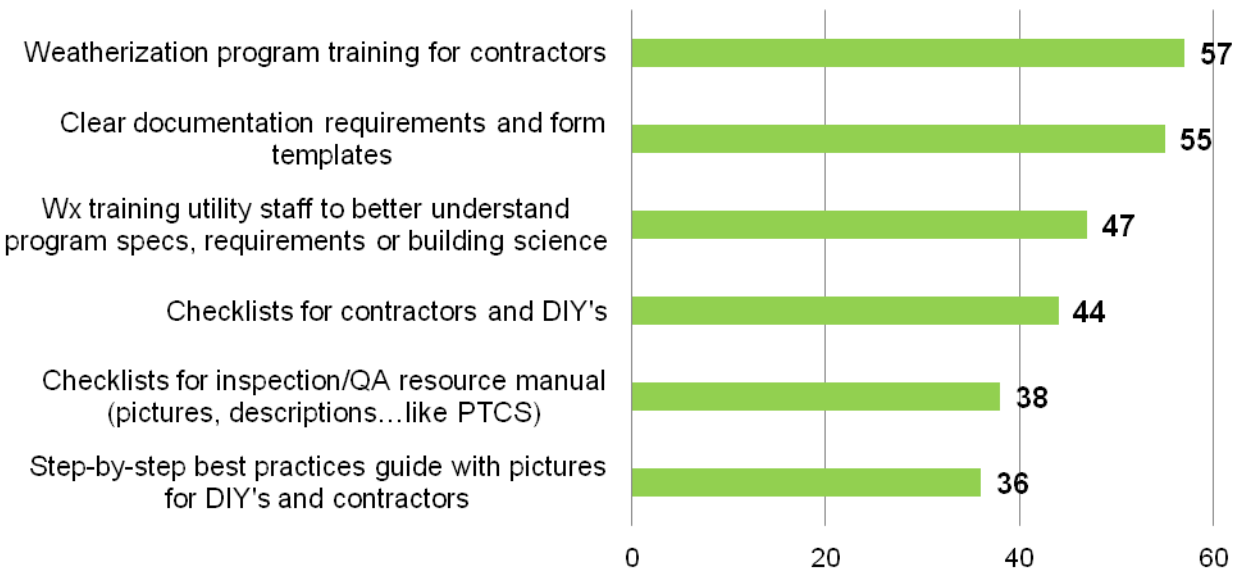 Weatherization program training for contractors
57
Clear documentation requirements and form
templates
55
Wx training utility staff to better understand
program specs, requirements or building science
47
Checklists for contractors and DIY's
44
Checklists for inspection/QA resource manual
(pictures, descriptions...like PTCS)
38
Step-by-step best practices guide with pictures
for DIY's and contractors
36
0 20 40 60